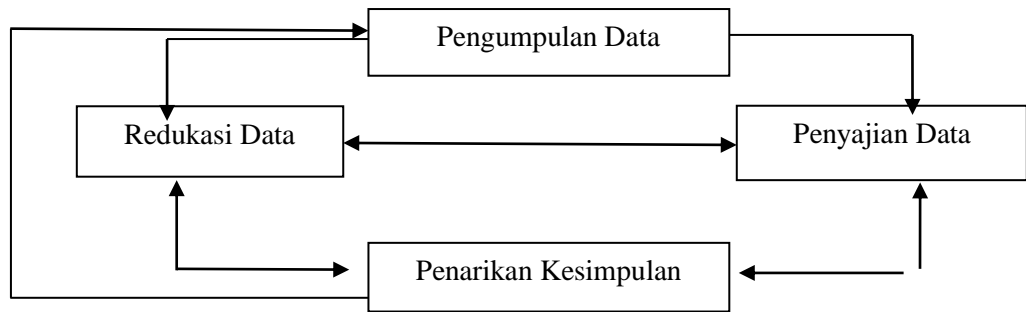 Pengumpulan Data
Redukasi Data
Penyajian Data
Penarikan Kesimpulan